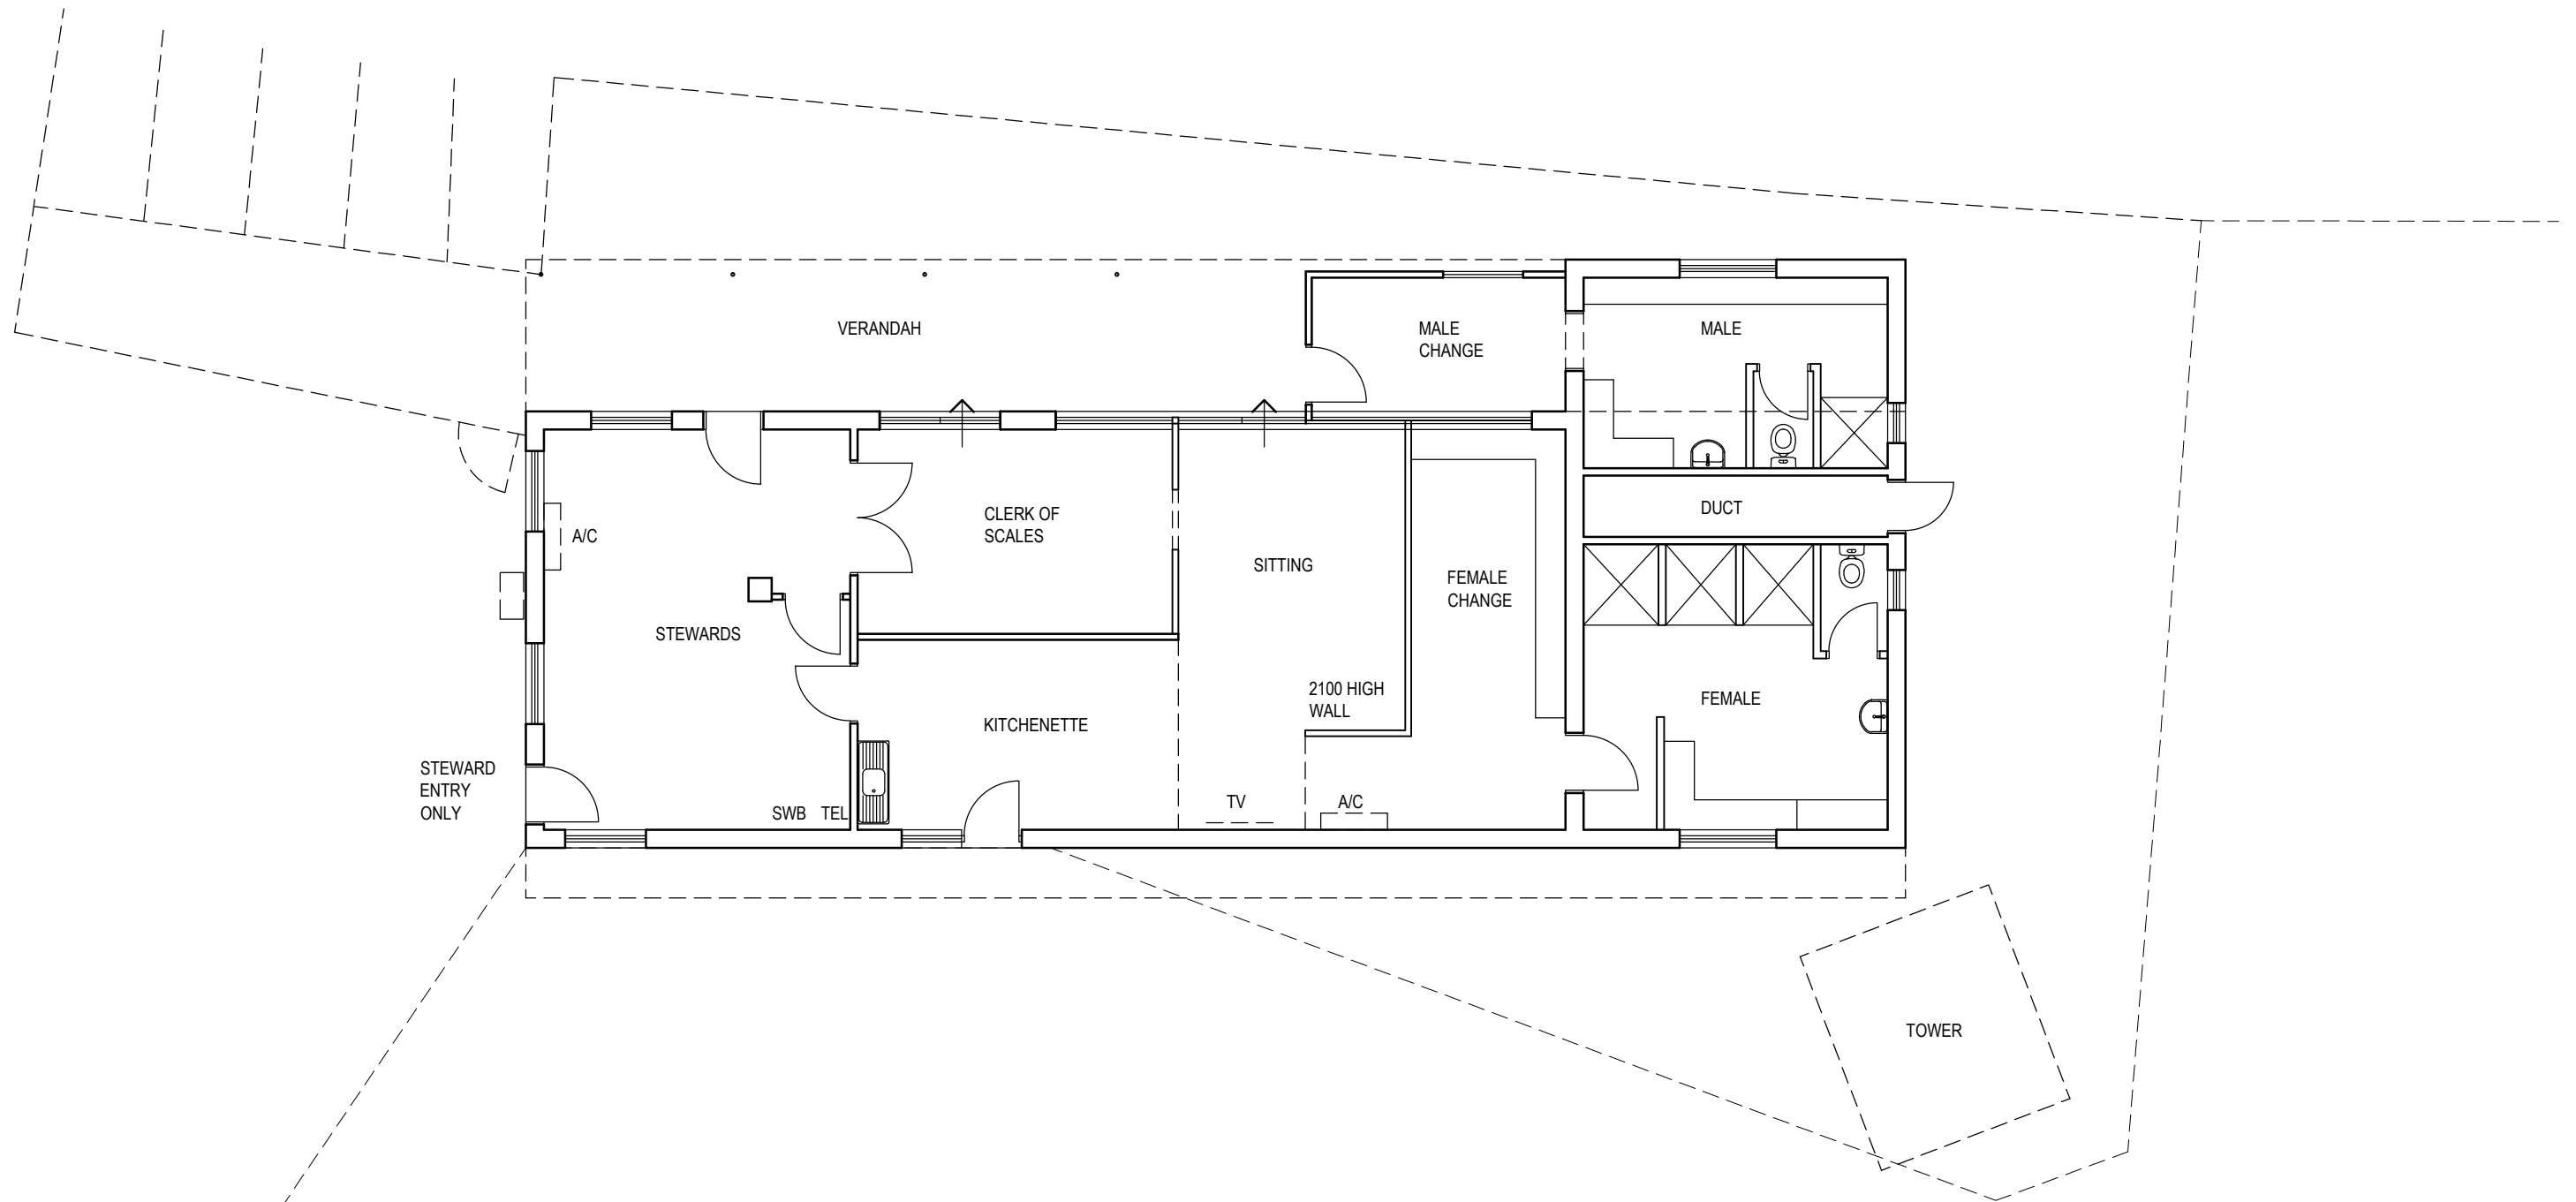 VERANDAH
MALE
CHANGE
MALE
A/C
CLERK OF
SCALES
DUCT
SITTING
FEMALE
CHANGE
STEWARDS
2100 HIGH
WALL
FEMALE
KITCHENETTE
STEWARD
ENTRY
ONLY
SWB TEL
TV
A/C
TOWER